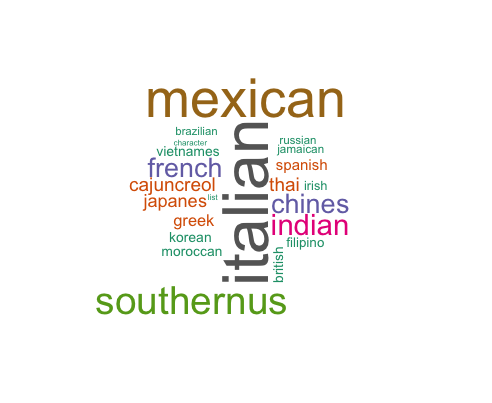 mexican
brazilian
character
vietnames
russian
jamaican
french
spanish
cajuncreol
thai
irish
japanes
list
chines
greek
indian
korean
filipino
moroccan
british
italian
southernus